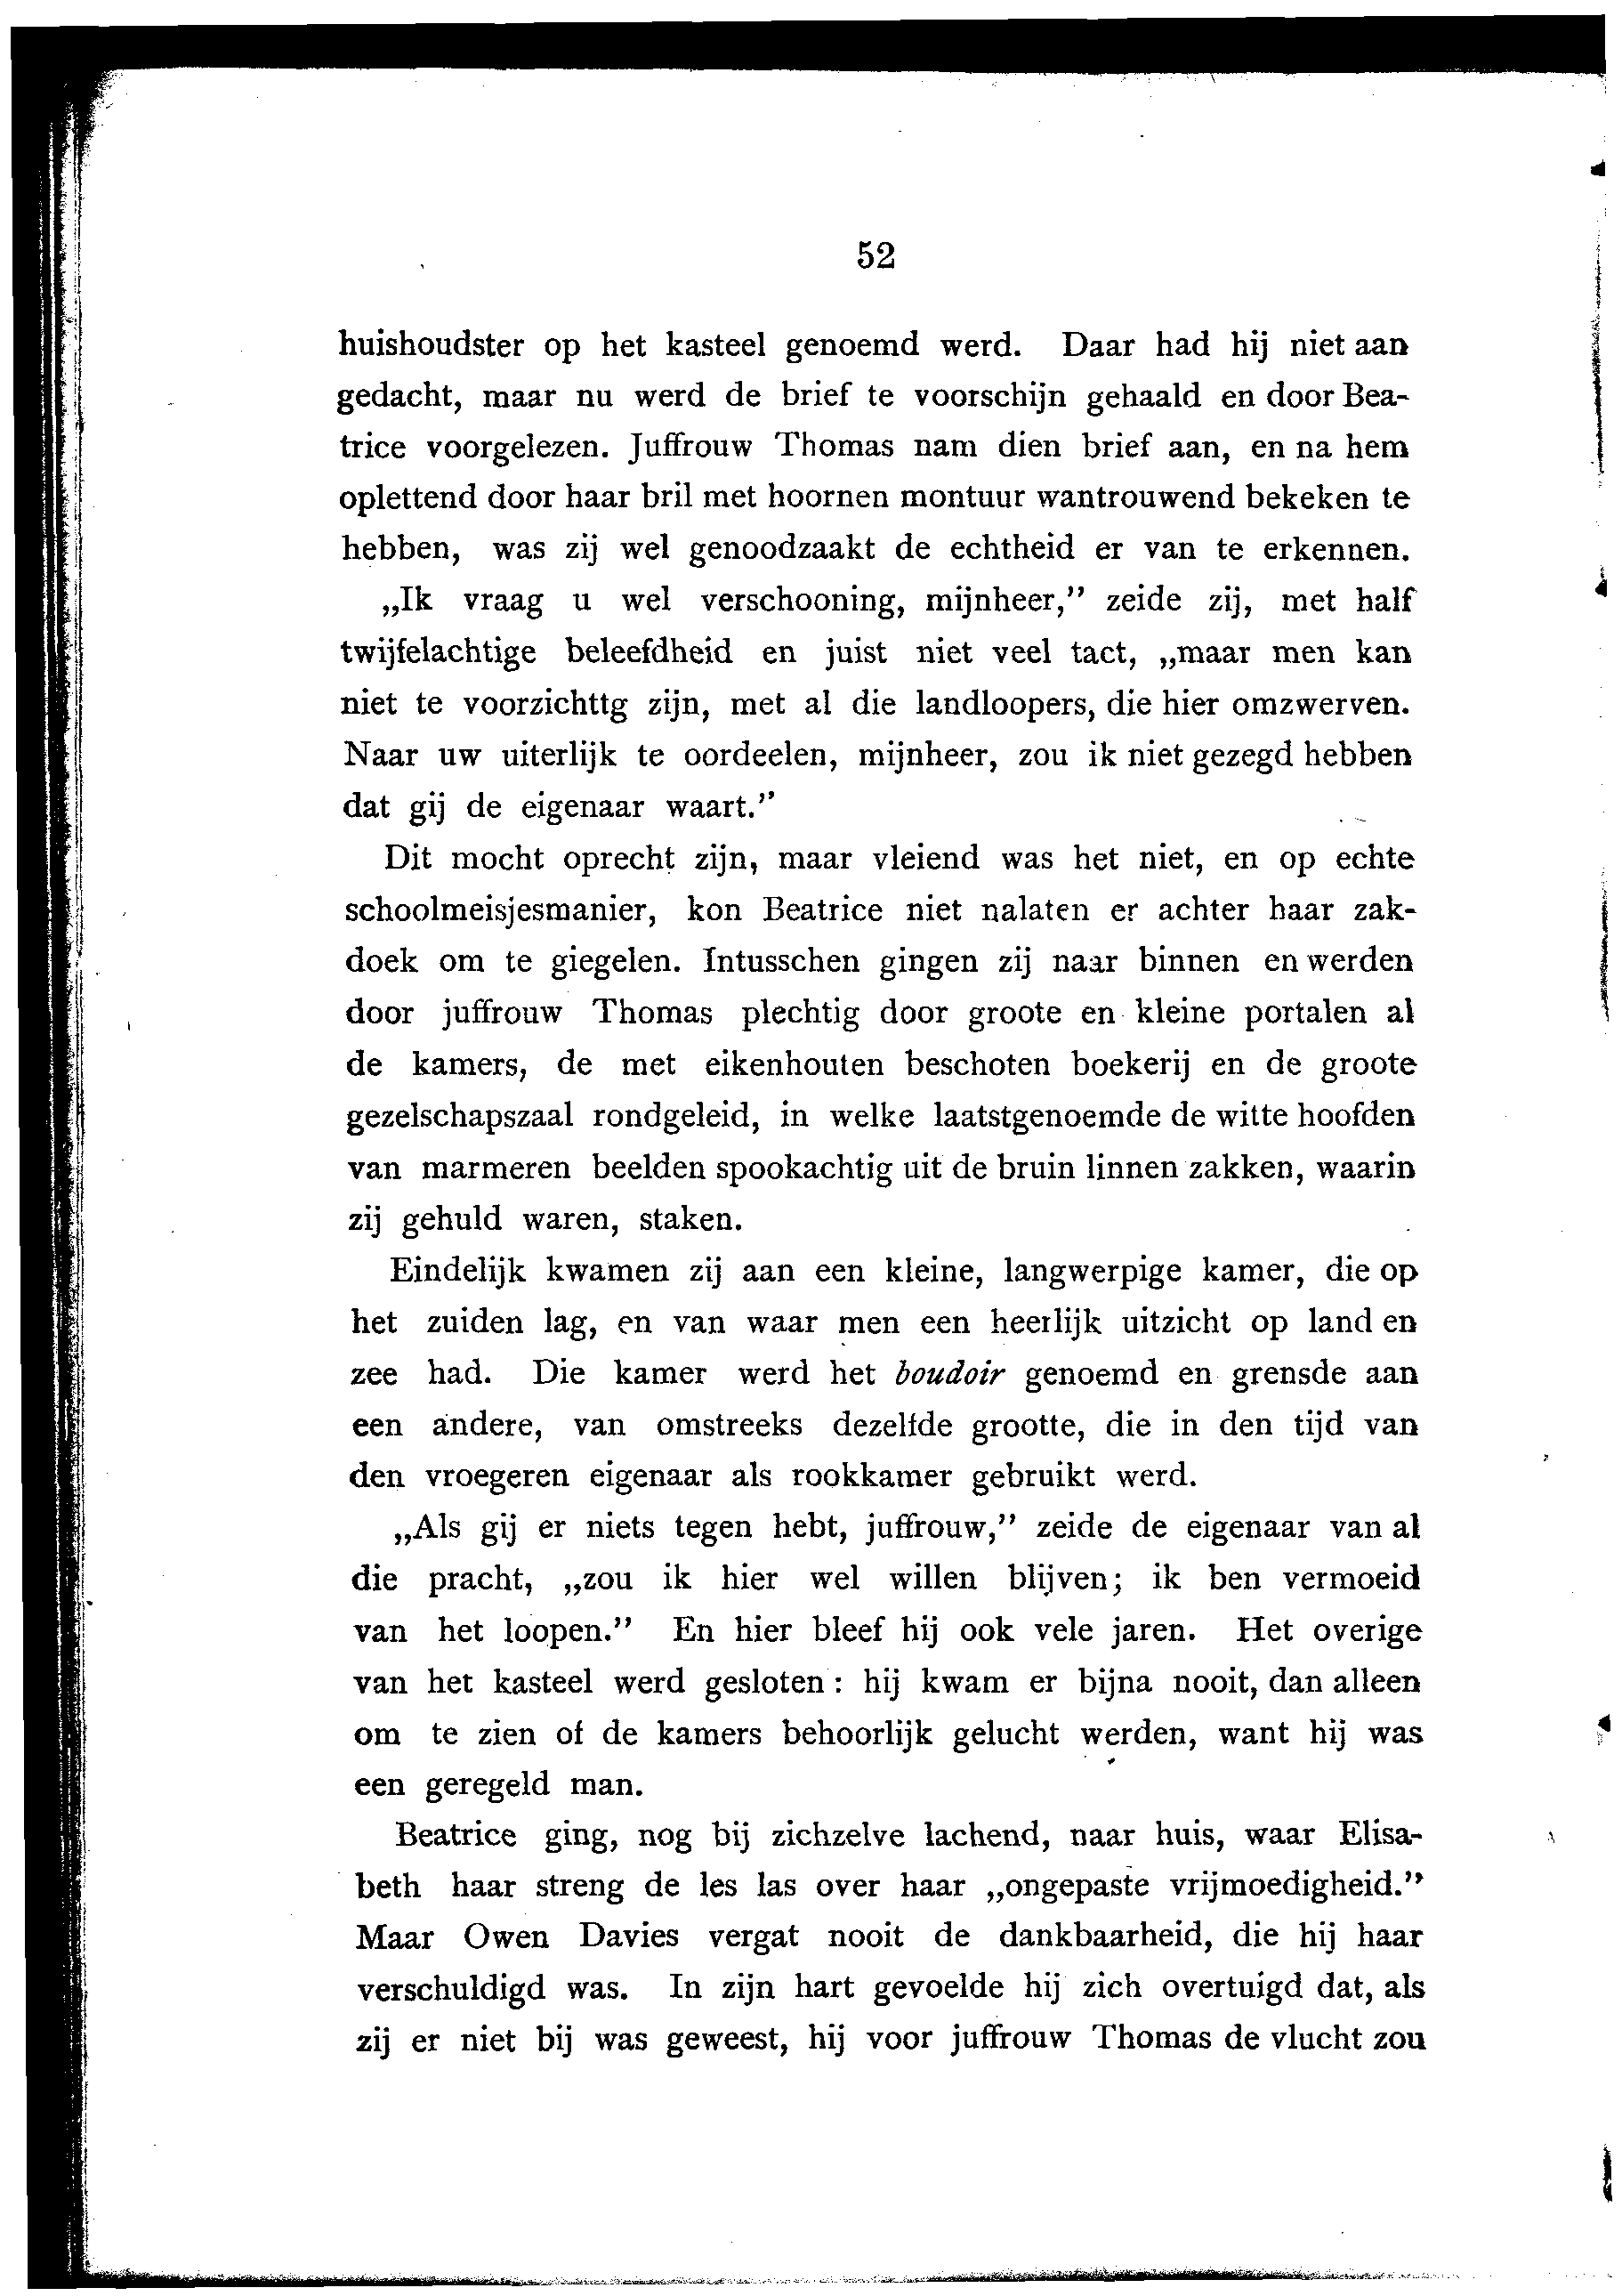 52
huishoudster op het kasteel genoemd werd. Daar had hij niet aan
gedacht, maar nu werd de brief te voorschijn gehaald en door Bea-
trice voorgelezen. Juffrouw Thomas nam dien brief aan, en na hem
oplettend door haar bril met hoornen montuur wantrouwend bekeken te
hebben, was zij wel genoodzaakt de echtheid er van te erkennen.
„Ik vraag u wel verschooning, mijnheer,” zeide zij, met half
twijfelachtige beleefdheid en juist niet veel tact, „maar men kan
niet te voorzichttg zijn, met al die landloopers, die hier omzwerven.
Naar uw uiterlijk te oordeelen, mijnheer, zou ik niet gezegd hebben
dat gij de eigenaar waart.”
Dit mocht oprecht zijn, maar vleiend was het niet, en op echte
schoolmeisjesmanier, kon Beatrice niet nalaten er achter haar zak-
doek om te giegelen. Intusschen gingen zij naar binnen en werden
door juffrouw Thomas plechtig door groote en kleine portalen al
de kamers, de met eikenhouten beschoten boekerij en de groote
gezelschapszaal rondgeleid, in welke laatstgenoemde de witte hoofden
van marmeren beelden spookachtig uit de bruin linnen zakken, waarin
zij gehuld waren, staken.
Eindelijk kwamen zij aan een kleine, langwerpige kamer, die op
het zuiden lag, en van waar men een heerlijk uitzicht op land en
zee had. Die kamer werd het boudoir genoemd en grensde aan
een andere, van omstreeks dezelfde grootte, die in den tijd van
den vroegeren eigenaar als rookkamer gebruikt werd.
„Als gij er niets tegen hebt, juffrouw,” zeide de eigenaar van al
die pracht, „zou ik hier wel willen blijven; ik ben vermoeid
van het loopen.” En hier bleef hij ook vele jaren. Het overige
van het kasteel werd gesloten: hij kwam er bijna nooit, dan alleen
om te zien of de kamers behoorlijk gelucht werden, want hij was
een geregeld man.
Beatrice ging, nog bij zichzelve lachend, naar huis, waar Elisa-
beth haar streng de les las over haar „ongepaste vrijmoedigheid.”
Maar Owen Davies vergat nooit de dankbaarheid, die hij haar
verschuldigd was. In zijn hart gevoelde hij zich overtuigd dat, als
zij er niet bij was geweest, hij voor juffrouw Thomas de vlucht zou